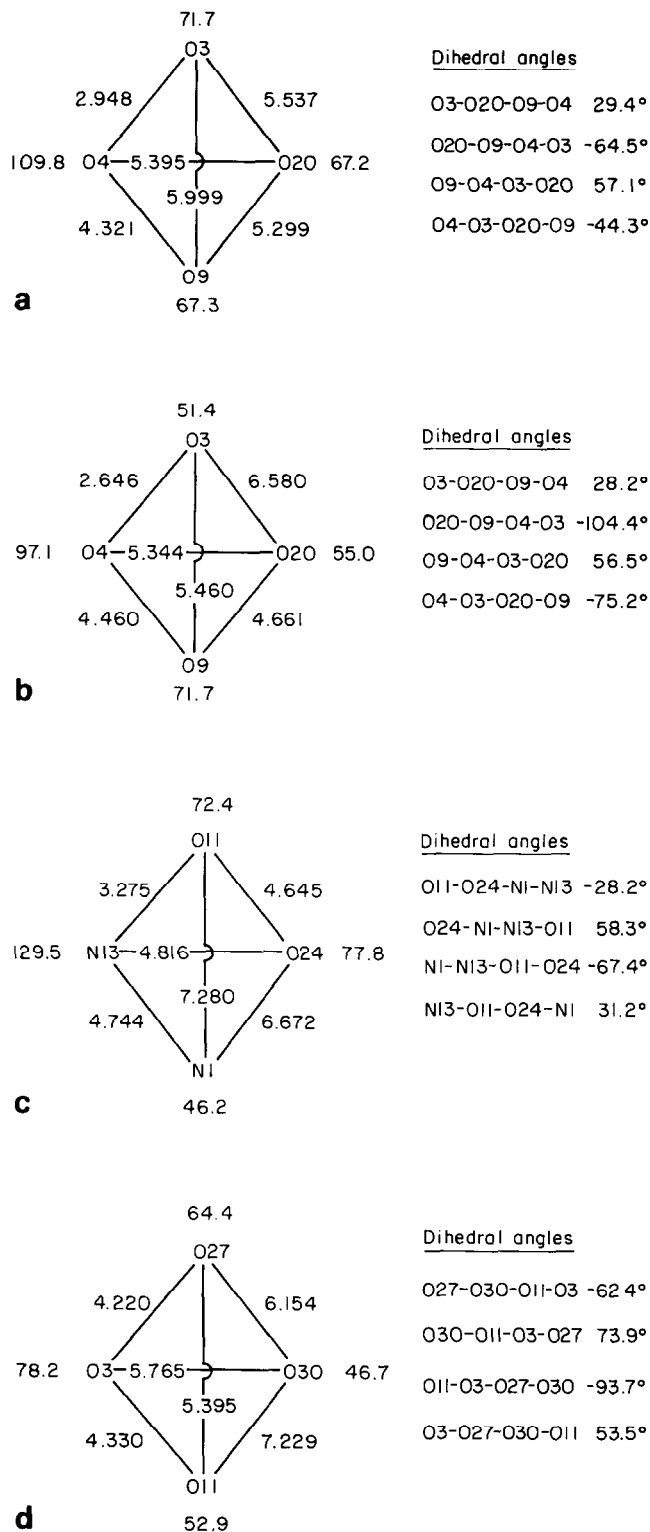 71.7
O3
2.948
5.537
109.8 O4 5.395 O20 67.2
5.999
4.321
5.299
O9
67.3
a
Dihedral angles
O3-O20-O9-O4 29.4°
O20-O9-O4-O3 -64.5°
O9-O4-O3-O20 57.1°
O4-O3-O20-O9 -44.3°
51.4
O3
2.646
6.580
97.1 O4 5.344 O20 55.0
5.460
4.460
4.661
O9
71.7
b
Dihedral angles
O3-O20-O9-O4 28.2°
O20-O9-O4-O3 -104.4°
O9-O4-O3-O20 56.5°
O4-O3-O20-O9 -75.2°
72.4
O11
3.275
4.645
129.5 N13 4.816 O24 77.8
7.280
4.744
6.672
N1
46.2
c
Dihedral angles
O11-O24-N1-N13 -28.2°
O24-N1-N13-O11 58.3°
N1-N13-O11-O24 -67.4°
N13-O11-O24-N1 31.2°
64.4
O27
4.220
6.154
78.2 O3 5.765 O30 46.7
5.395
4.330
7.229
O11
52.9
d
Dihedral angles
O27-O30-O11-O3 -62.4°
O30-O11-O3-O27 73.9°
O11-O3-O27-O30 -93.7°
O3-O27-O30-O11 53.5°